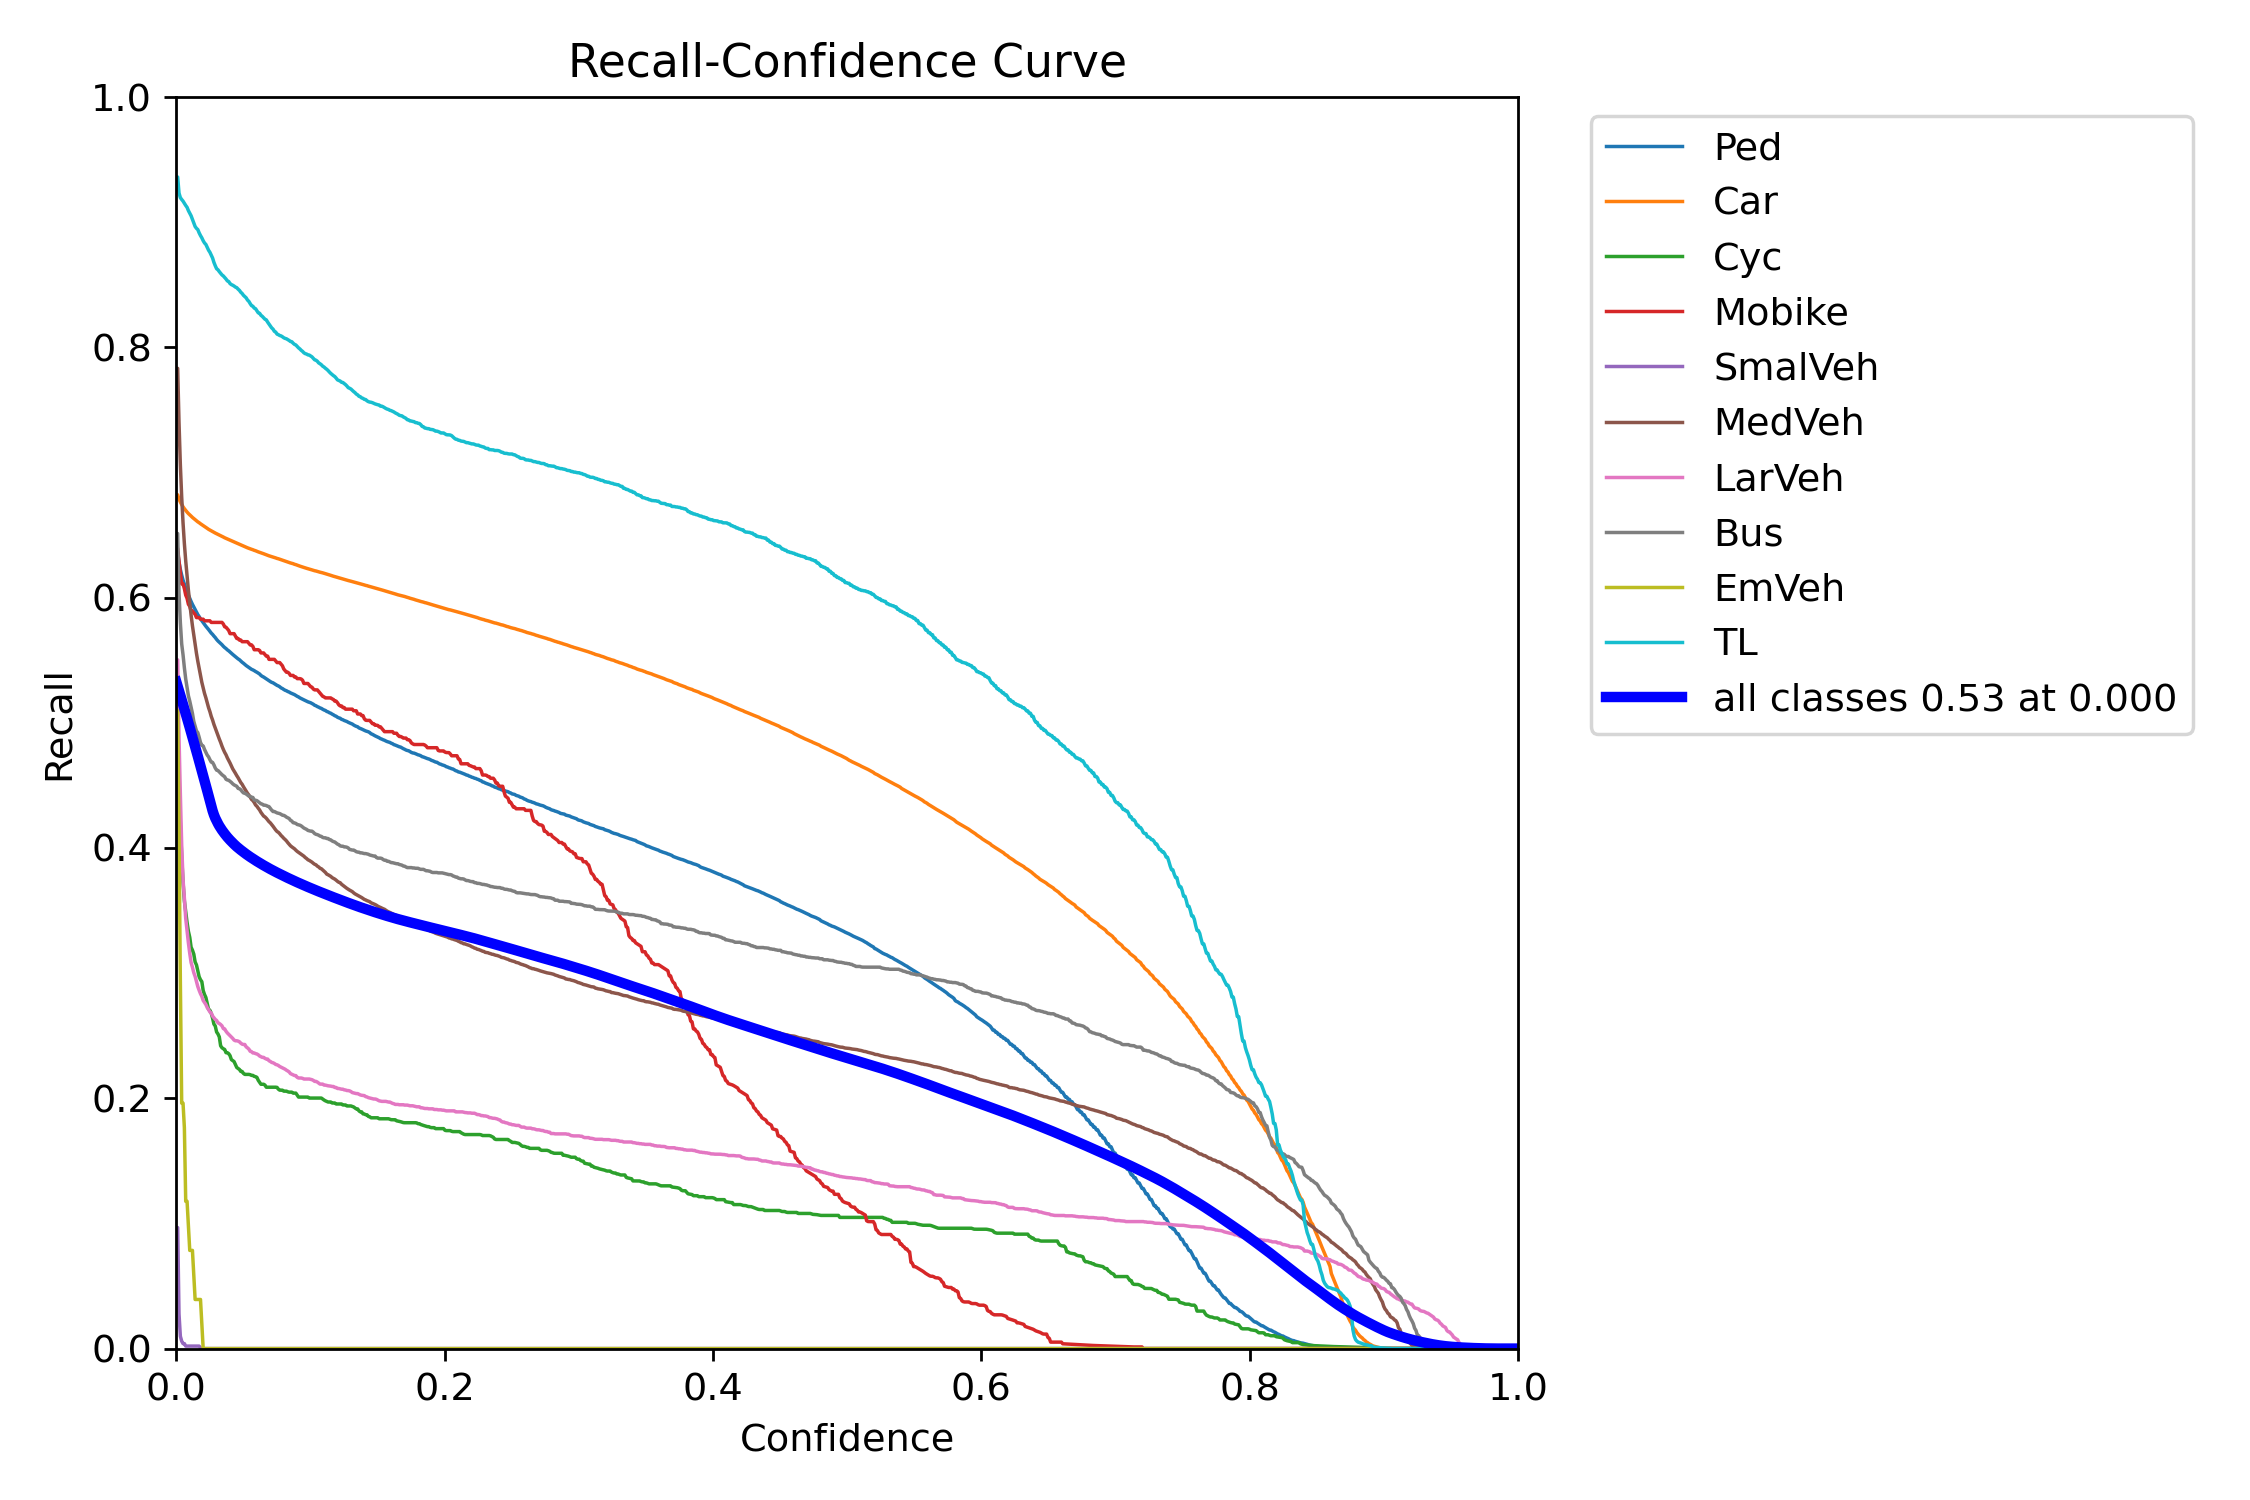 Recall-Confidence Curve
1.0
0.8
0.6
0.4
0.2
0.0
Recall
0.0 0.2 0.4 0.6 0.8 1.0
Confidence
Ped
Car
Cyc
Mobike
SmalVeh
MedVeh
LarVeh
Bus
EmVeh
TL
all classes 0.53 at 0.000